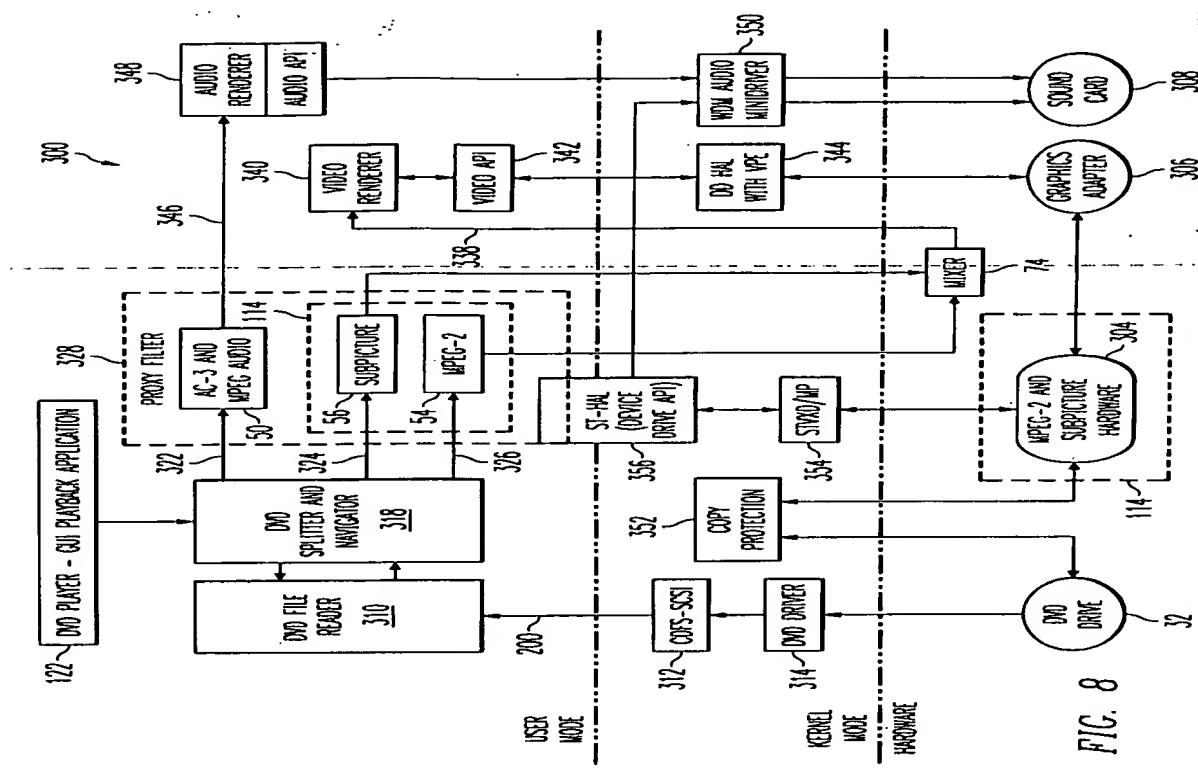 300
122
DVD PLAYER - GUI PLAYBACK APPLICATION
DVD FILE
READER
310
DVD
SPLITTER AND
NAVIGATOR
318
322
324
326
328
PROXY FILTER
AC-3 AND
MPEG AUDIO
50
114
SUBPICTURE
56
MPEG-2
54
346
348
AUDIO
RENDERER
AUDIO API
340
VIDEO
RENDERER
VIDEO API
342
338
200
USER
MODE
CDFS-SCSI
312
DVD DRIVER
314
COPY
PROTECTION
352
ST-HAL
(DEVICE
DRIVE API)
356
STVXD/MP
354
MIXER
74
DD HAL
WITH VPE
344
WDM AUDIO
MINIDRIVER
350
KERNEL
MODE
HARDWARE
DVD
DRIVE
32
MPEG-2 AND
SUBPICTURE
HARDWARE
304
114
GRAPHICS
ADAPTER
306
SOUND
CARD
308
FIG. 8